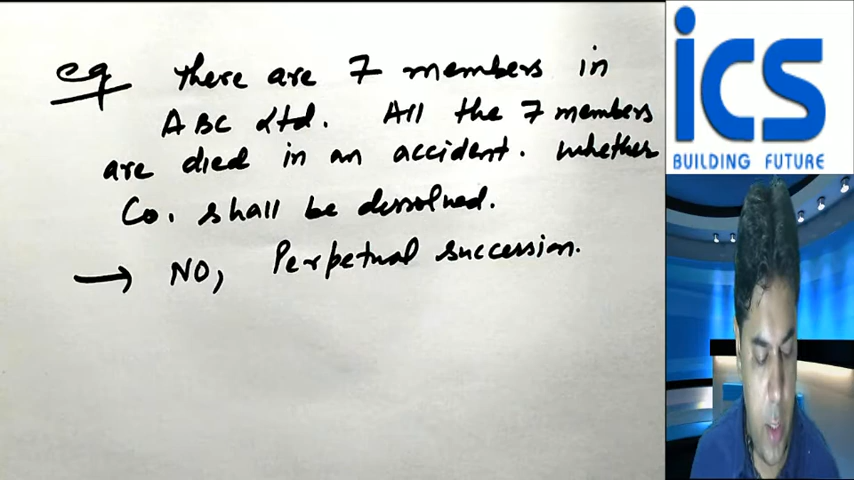 eg There are 7 members in
ABC Ltd. All the 7 members
are died in an accident. Whether
Co. shall be dissolved.
→ NO, Perpetual succession.
ics
BUILDING FUTURE